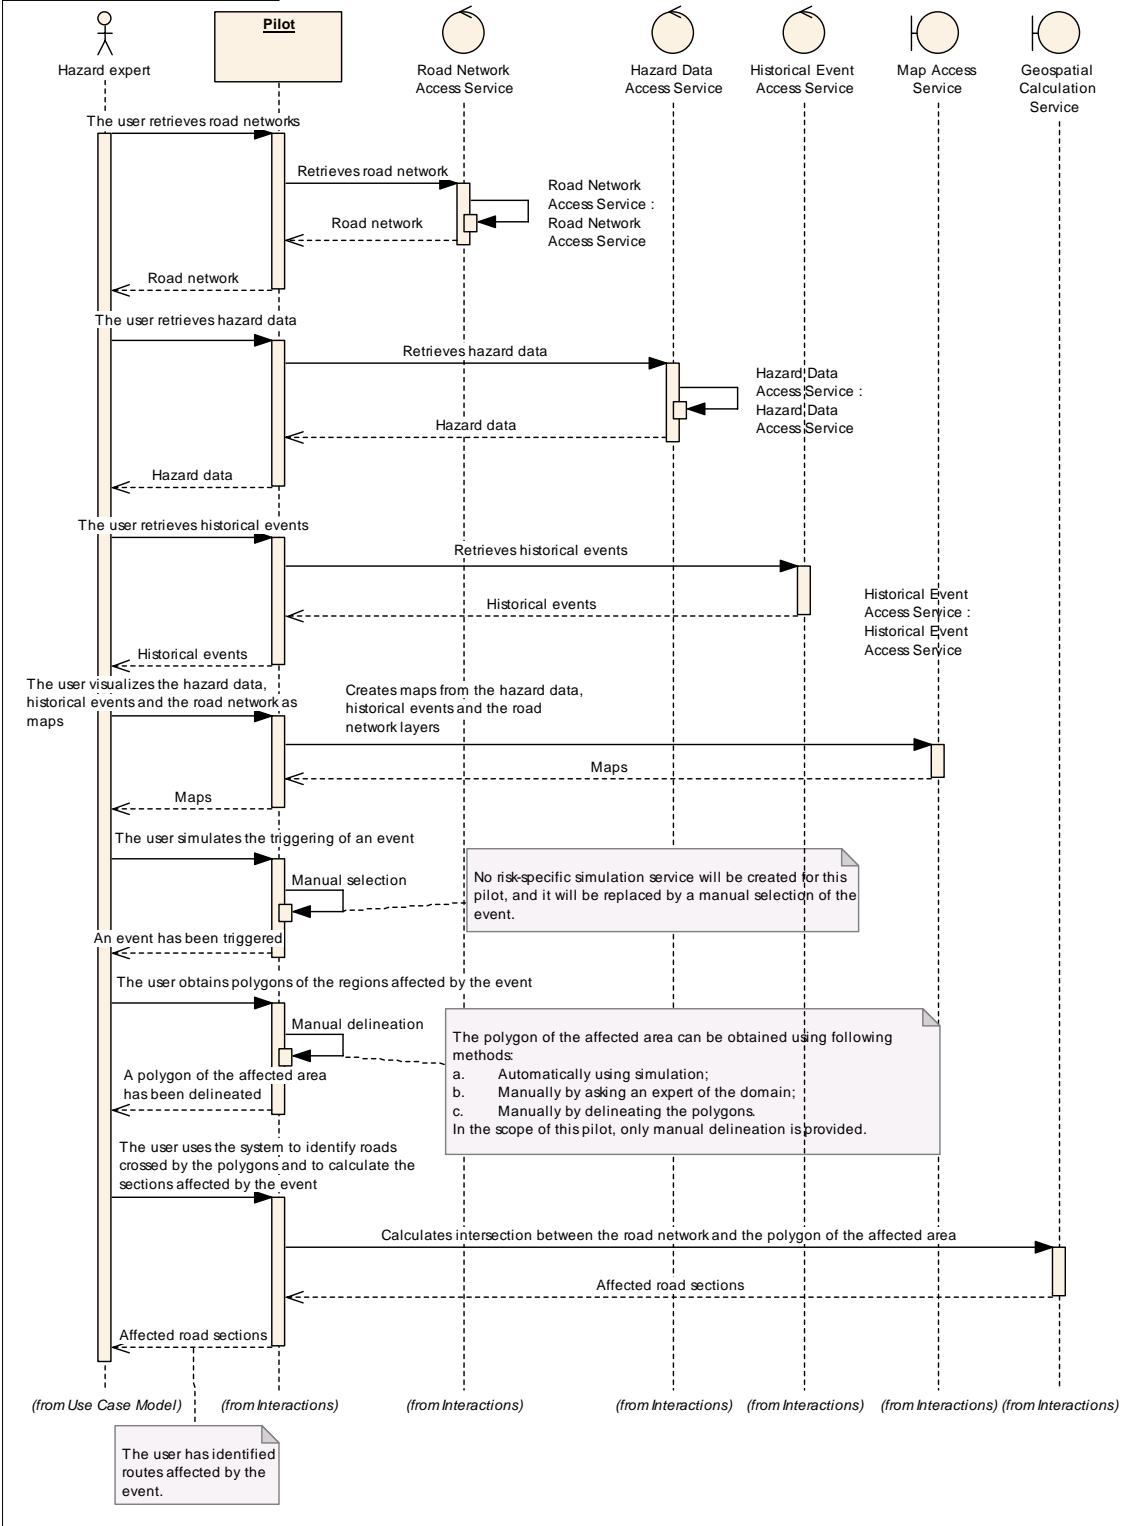 Pilot
Hazard expert
Road Network
Access Service
Hazard Data
Access Service
Historical Event
Access Service
Map Access
Service
Geospatial
Calculation
Service
The user retrieves road networks
Retrieves road network
Road Network
Access Service :
Road Network
Access Service
Road network
Road network
The user retrieves hazard data
Retrieves hazard data
Hazard Data
Access Service :
Hazard Data
Access Service
Hazard data
Hazard data
The user retrieves historical events
Retrieves historical events
Historical Event
Access Service :
Historical Event
Access Service
Historical events
Historical events
The user visualizes the hazard data,
historical events and the road network as
maps
Creates maps from the hazard data,
historical events and the road
network layers
Maps
Maps
The user simulates the triggering of an event
Manual selection
No risk-specific simulation service will be created for this
pilot, and it will be replaced by a manual selection of the
event.
An event has been triggered
The user obtains polygons of the regions affected by the event
Manual delineation
The polygon of the affected area can be obtained using following
methods:
a. Automatically using simulation;
b. Manually by asking an expert of the domain;
c. Manually by delineating the polygons.
In the scope of this pilot, only manual delineation is provided.
A polygon of the affected area
has been delineated
The user uses the system to identify roads
crossed by the polygons and to calculate the
sections affected by the event
Calculates intersection between the road network and the polygon of the affected area
Affected road sections
Affected road sections
(from Use Case Model)
(from Interactions)
(from Interactions)
(from Interactions)
(from Interactions)
(from Interactions)
(from Interactions)
The user has identified
routes affected by the
event.